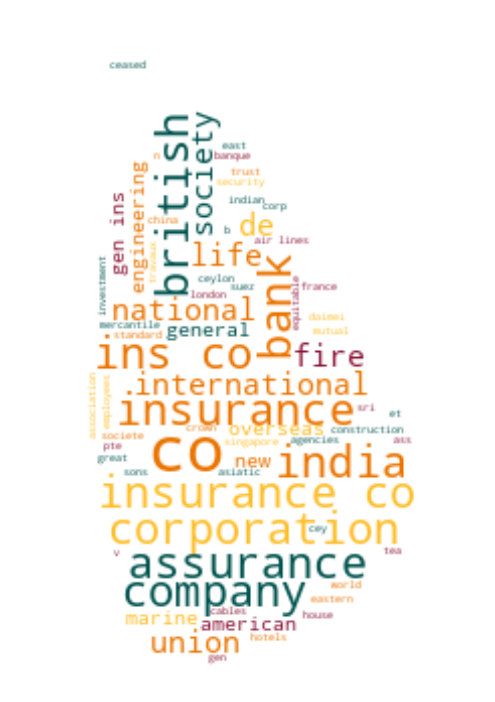 ceased
british
society
east
n
banque
engineering
trust
security
gen ins
indian
corp
china
de
b
air lines
travaux
life
bank
investment
ceylon
suez
equitable
france
london
national
daimei
mercantile
general
mutual
standard
ins co
fire
international
association
employees
insurance
sri
et
crown
overseas
construction
societe
singapore
agencies
ass
pte
co
new
india
great
sons
asiatic
insurance co
corporation
cey
v
assurance
tea
company
world
eastern
cables
house
marine
american
union
hotels
gen